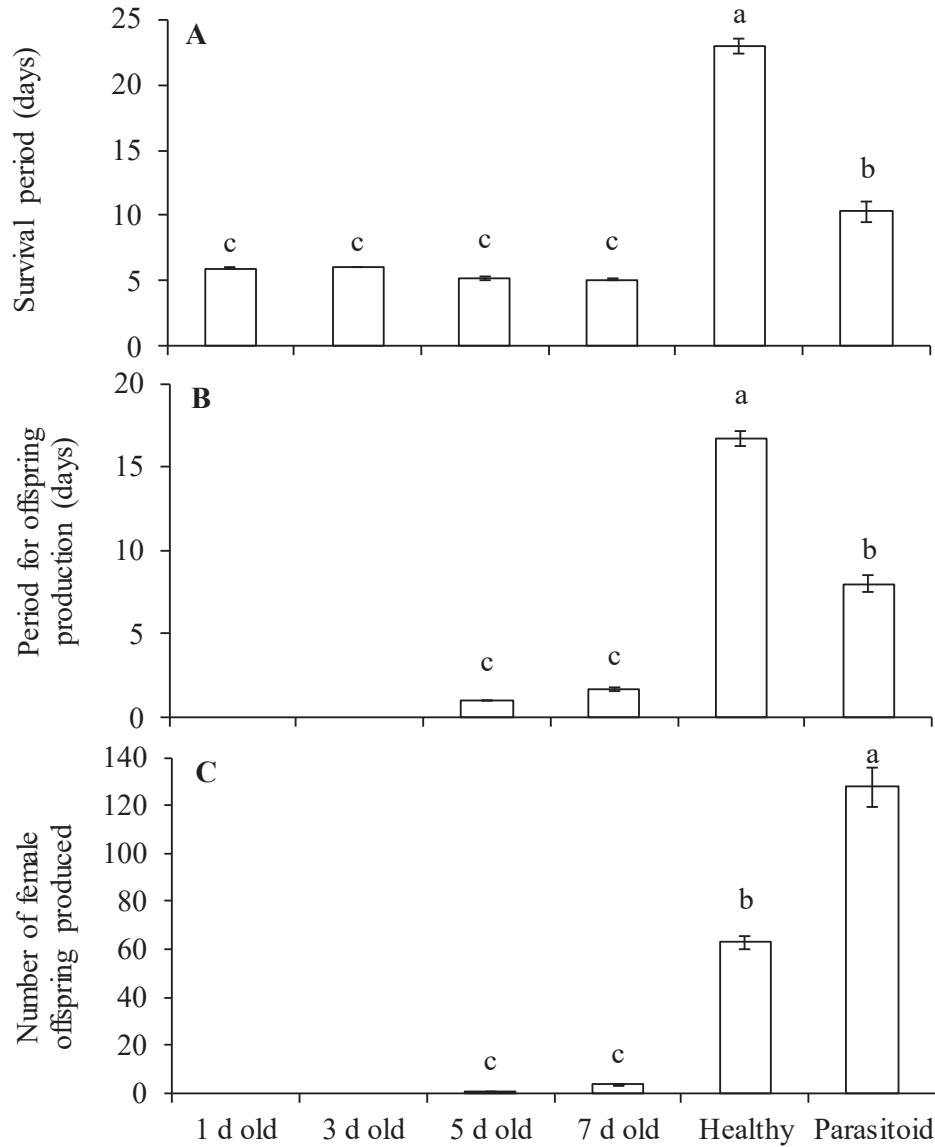 A
Survival period (days)
25
20
15
10
5
0
c
c
c
c
a
b
B
Period for offspring
production (days)
20
15
10
5
0
c
c
a
b
C
Number of female
offspring produced
140
120
100
80
60
40
20
0
c
c
b
a
1 d old 3 d old 5 d old 7 d old Healthy Parasitoid